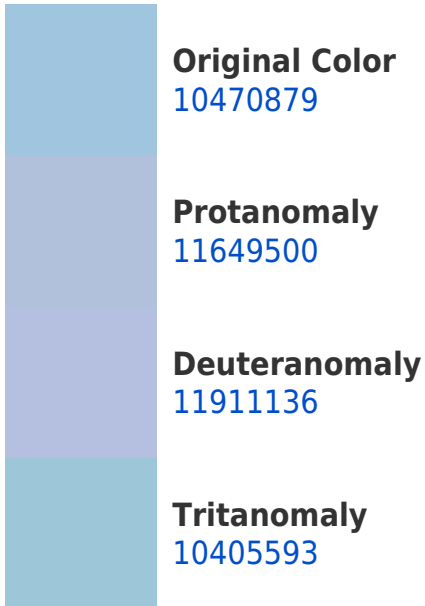 Original Color
10470879
Protanomaly
11649500
Deuteranomaly
11911136
Tritanomaly
10405593